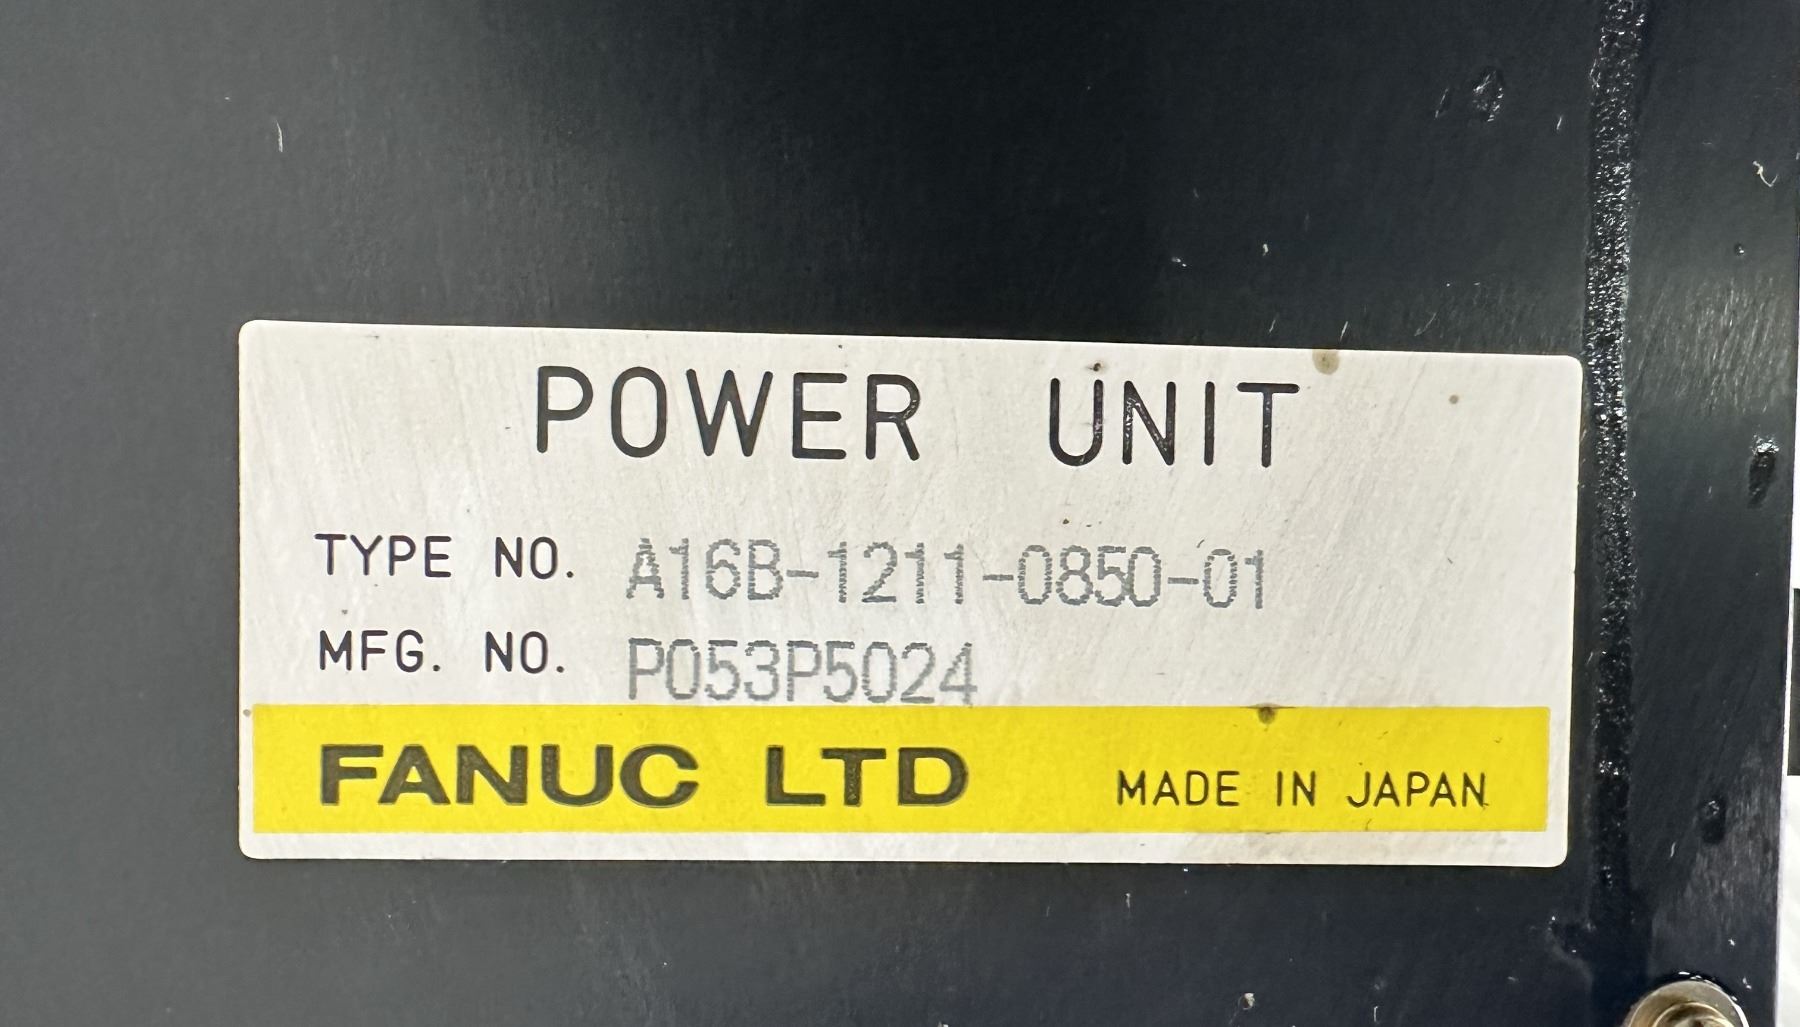 POWER UNIT
TYPE NO. A16B-1211-0850-01
MFG. NO. P053P5024
FANUC LTD MADE IN JAPAN